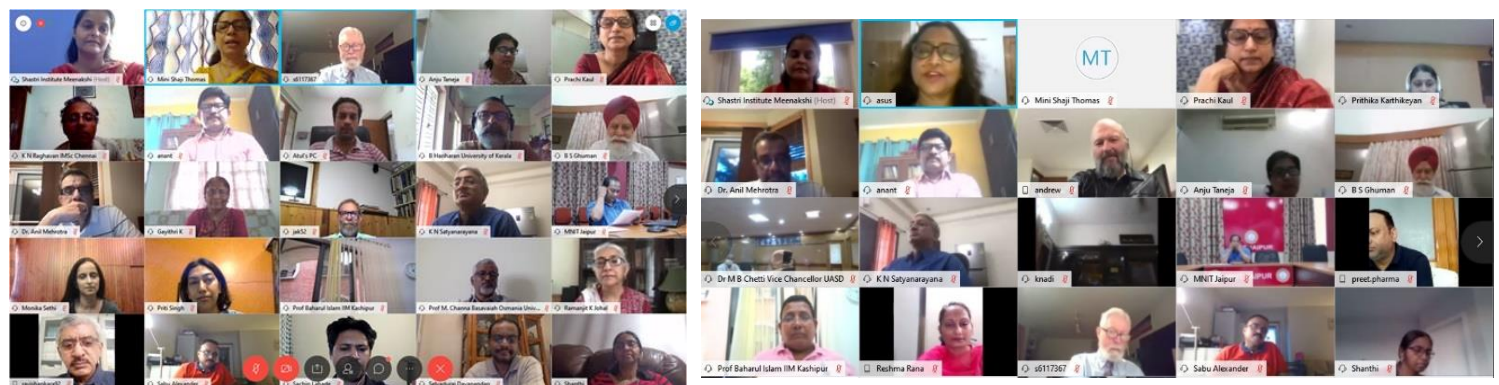 Shastri Institute Meenakshi (Host)
Mini Shaji Thomas
s6117367
Anju Taneja
Prachi Kaul
K N Raghavan IMSc Chennai
anant
Atul's PC
B Hariharan University of Kerala
B S Ghuman
Dr. Anil Mehrotra
Gayithri K
jak52
K N Satyanarayana
MNIT Jaipur
Monika Sethi
Priti Singh
Prof Baharul Islam IIM Kashipur
Prof M. Channa Basavaiah Osmania Univ...
Ramanjit K Johal
Sabu Alexander
Shanthi
Shastri Institute Meenakshi (Host)
asus
MT
Mini Shaji Thomas
Prachi Kaul
Prithika Karthikeyan
Dr. Anil Mehrotra
anant
andrew
Anju Taneja
B S Ghuman
Dr M B Chetti Vice Chancellor UASD
K N Satyanarayana
knadi
MNIT Jaipur
preet.pharma
Prof Baharul Islam IIM Kashipur
Reshma Rana
s6117367
Sabu Alexander
Shanthi